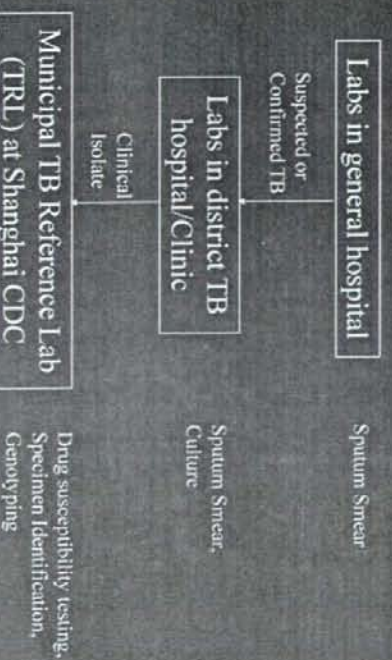 Labs in general hospital
Sputum Smear
Suspected or
Confirmed TB
Labs in district TB
hospital/Clinic
Sputum Smear,
Culture
Clinical
Isolate
Municipal TB Reference Lab
(TRL) at Shanghai CDC
Drug susceptibility testing,
Specimen Identification,
Genotyping